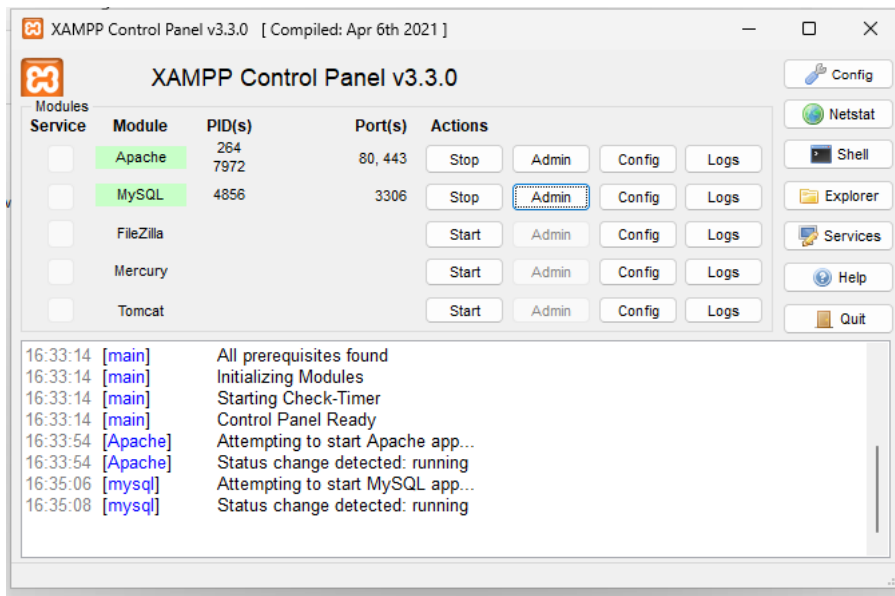 XAMPP Control Panel v3.3.0 [ Compiled: Apr 6th 2021 ]
XAMPP Control Panel v3.3.0
Config
Modules
Netstat
Service Module PID(s) Port(s) Actions
Apache 264 7972 80, 443 Stop Admin Config Logs
Shell
MySQL 4856 3306 Stop Admin Config Logs
Explorer
FileZilla Start Admin Config Logs
Services
Mercury Start Admin Config Logs
Help
Tomcat Start Admin Config Logs
Quit
16:33:14 [main] All prerequisites found
16:33:14 [main] Initializing Modules
16:33:14 [main] Starting Check-Timer
16:33:14 [main] Control Panel Ready
16:33:54 [Apache] Attempting to start Apache app...
16:33:54 [Apache] Status change detected: running
16:35:06 [mysql] Attempting to start MySQL app...
16:35:08 [mysql] Status change detected: running